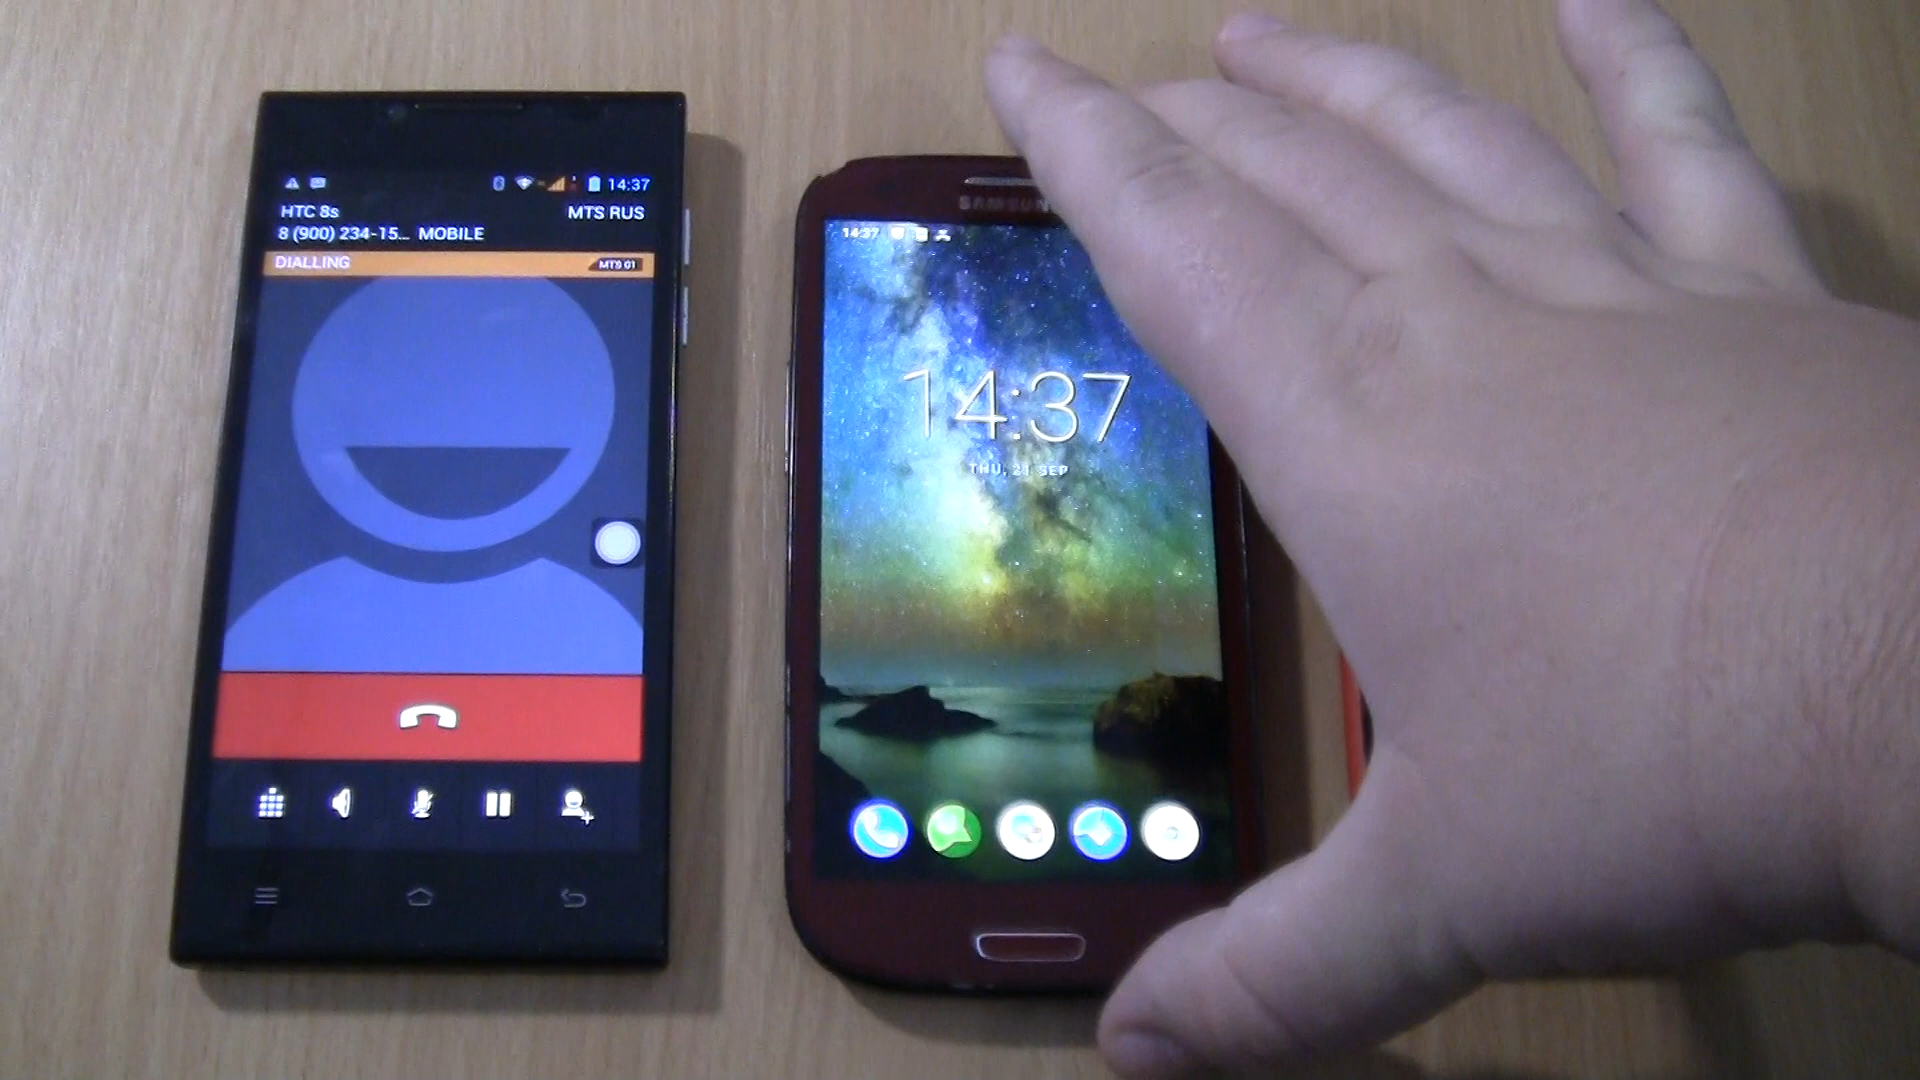 14:37
HTC 8s MTS RUS
8 (900) 234-15... MOBILE
DIALLING MTS 01
SAMSUN
14:37
14:37
THU, 21 SEP